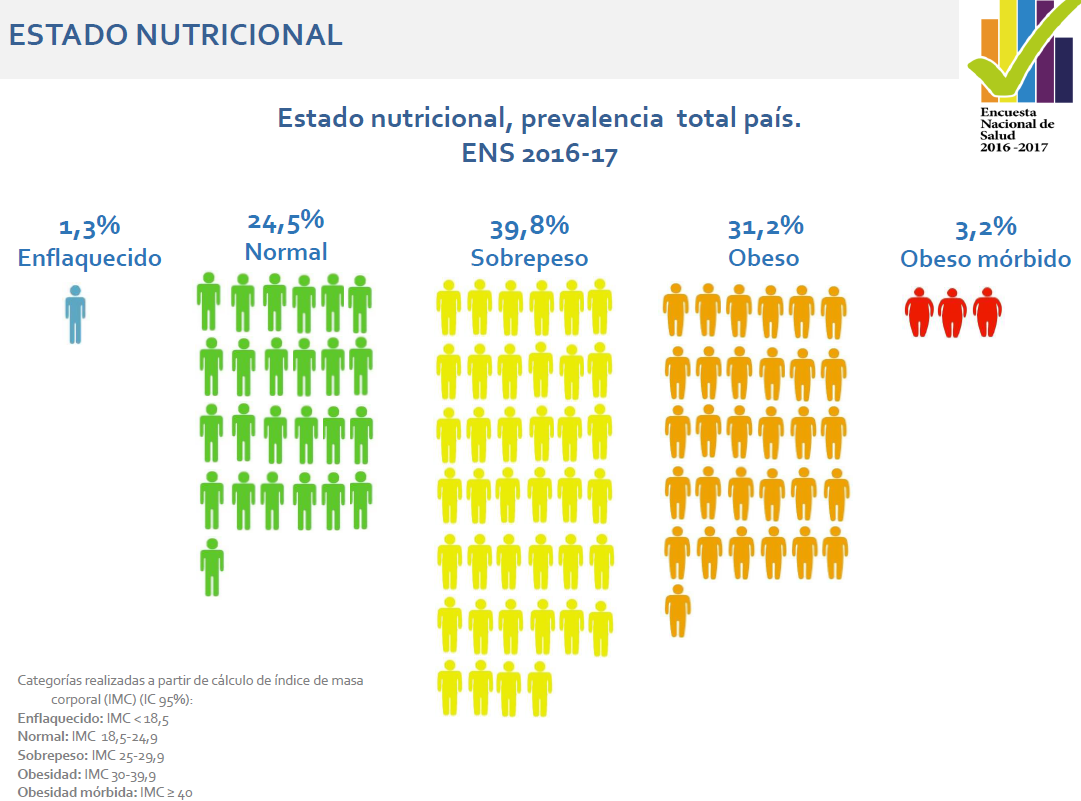 ESTADO NUTRICIONAL
Encuesta
Nacional de
Salud
2016 -2017
Estado nutricional, prevalencia total país.
ENS 2016-17
1,3%
Enflaquecido
24,5%
Normal
39,8%
Sobrepeso
31,2%
Obeso
3,2%
Obeso mórbido
Categorías realizadas a partir de cálculo de índice de masa
corporal (IMC) (IC 95%):
Enflaquecido: IMC < 18,5
Normal: IMC 18,5-24,9
Sobrepeso: IMC 25-29,9
Obesidad: IMC 30-39,9
Obesidad mórbida: IMC ≥ 40